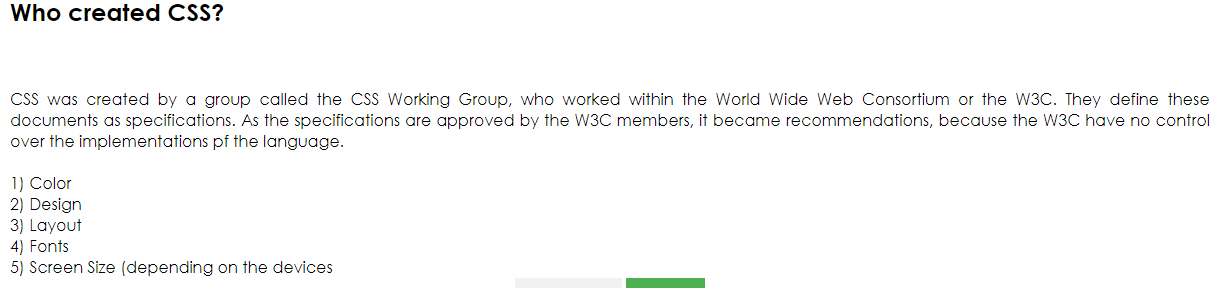 Who created CSS?
CSS was created by a group called the CSS Working Group, who worked within the World Wide Web Consortium or the W3C. They define these
documents as specifications. As the specifications are approved by the W3C members, it became recommendations, because the W3C have no control
over the implementations pf the language.
1) Color
2) Design
3) Layout
4) Fonts
5) Screen Size (depending on the devices